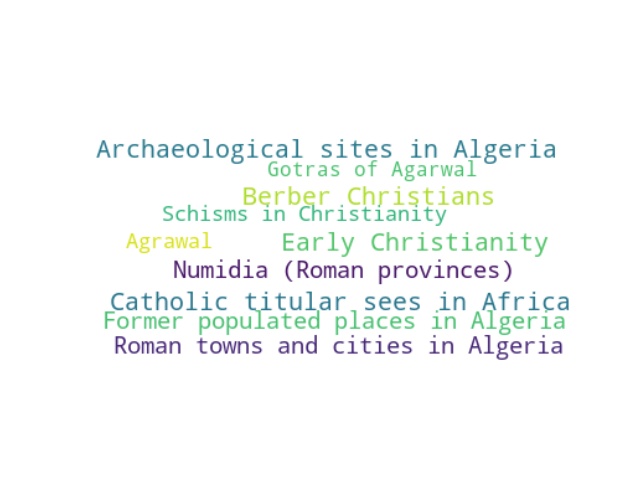 Archaeological sites in Algeria
Gotras of Agarwal
Berber Christians
Schisms in Christianity
Agrawal
Early Christianity
Numidia (Roman provinces)
Catholic titular sees in Africa
Former populated places in Algeria
Roman towns and cities in Algeria